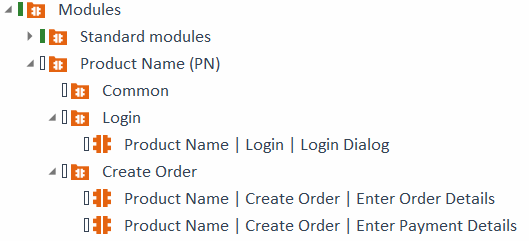 Modules
Standard modules
Product Name (PN)
Common
Login
Product Name | Login | Login Dialog
Create Order
Product Name | Create Order | Enter Order Details
Product Name | Create Order | Enter Payment Details